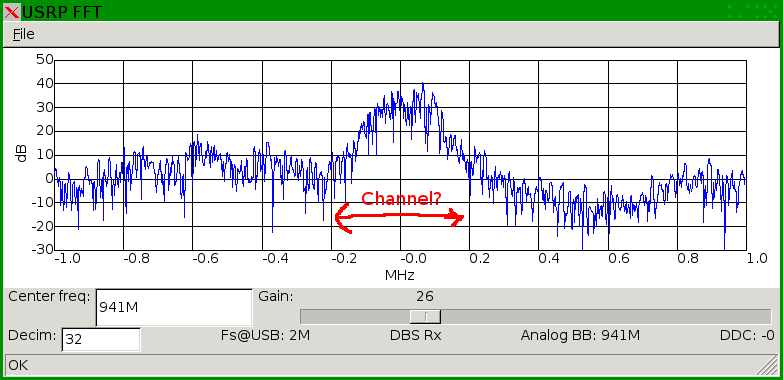 USRP FFT
File
50
40
30
20
10
0
-10
-20
-30
dB
Channel?
-1.0 -0.8 -0.6 -0.4 -0.2 -0.0 0.2 0.4 0.6 0.8 1.0
MHz
Center freq: 941M Gain: 26
Decim: 32 Fs@USB: 2M DBS Rx Analog BB: 941M DDC: -0
OK